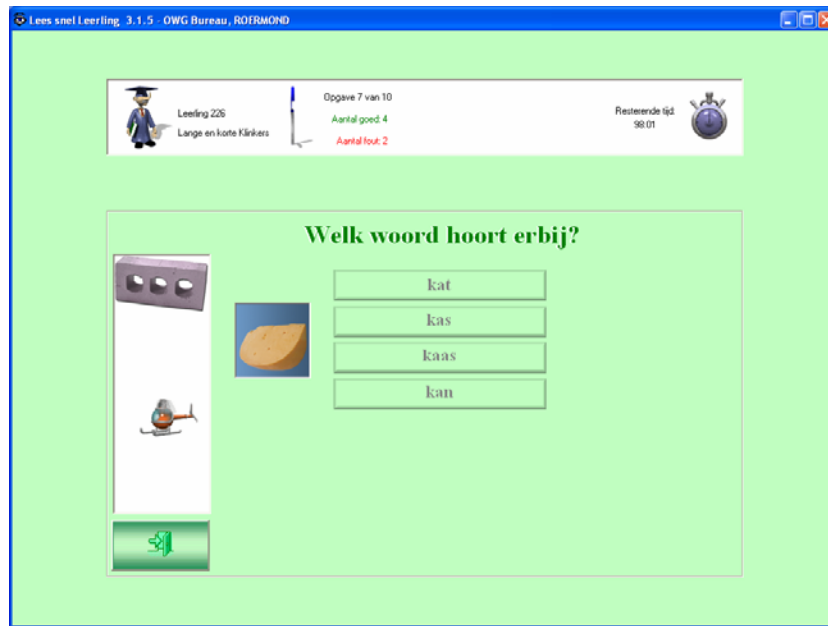 Lees snel Leerling 3.1.5 - OWG Bureau, ROERMOND
Leerling 226
Lange en korte Klinkers
Opgave 7 van 10
Aantal goed: 4
Aantal fout: 2
Resterende tijd:
98:01
Welk woord hoort erbij?
kat
kas
kaas
kan